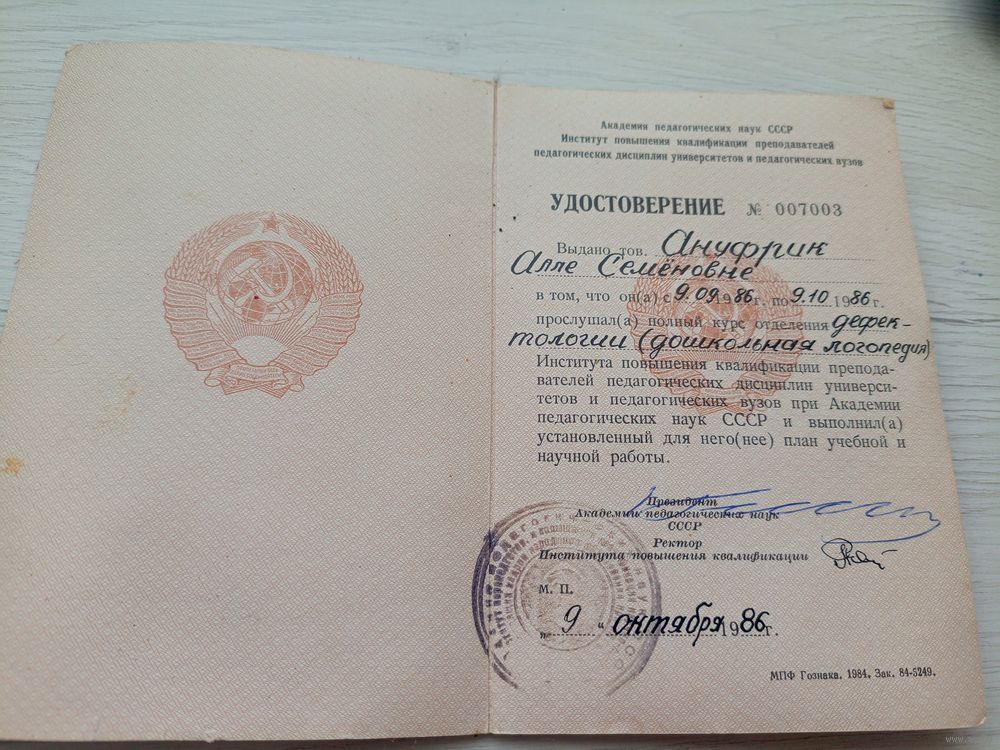 Академия педагогических наук СССР
Институт повышения квалификации преподавателей
педагогических дисциплин университетов и педагогических вузов
УДОСТОВЕРЕНИЕ № 007003
Выдано тов. Ануфрик
Алле Семёновне
в том, что он(а) с 9.09 1986 г. по 9.10 1986 г.
прослушал(а) полный курс отделения дефек-
тологии (дошкольная логопедия)
Института повышения квалификации препода-
вателей педагогических дисциплин универси-
тетов и педагогических вузов при Академии
педагогических наук СССР и выполнил(а)
установленный для него(нее) план учебной и
научной работы.
Президент
Академии педагогических наук
СССР
Ректор
Института повышения квалификации
М. П.
„ 9 “ октября 1986 г.
МПФ Гознака. 1984. Зак. 84-5249.